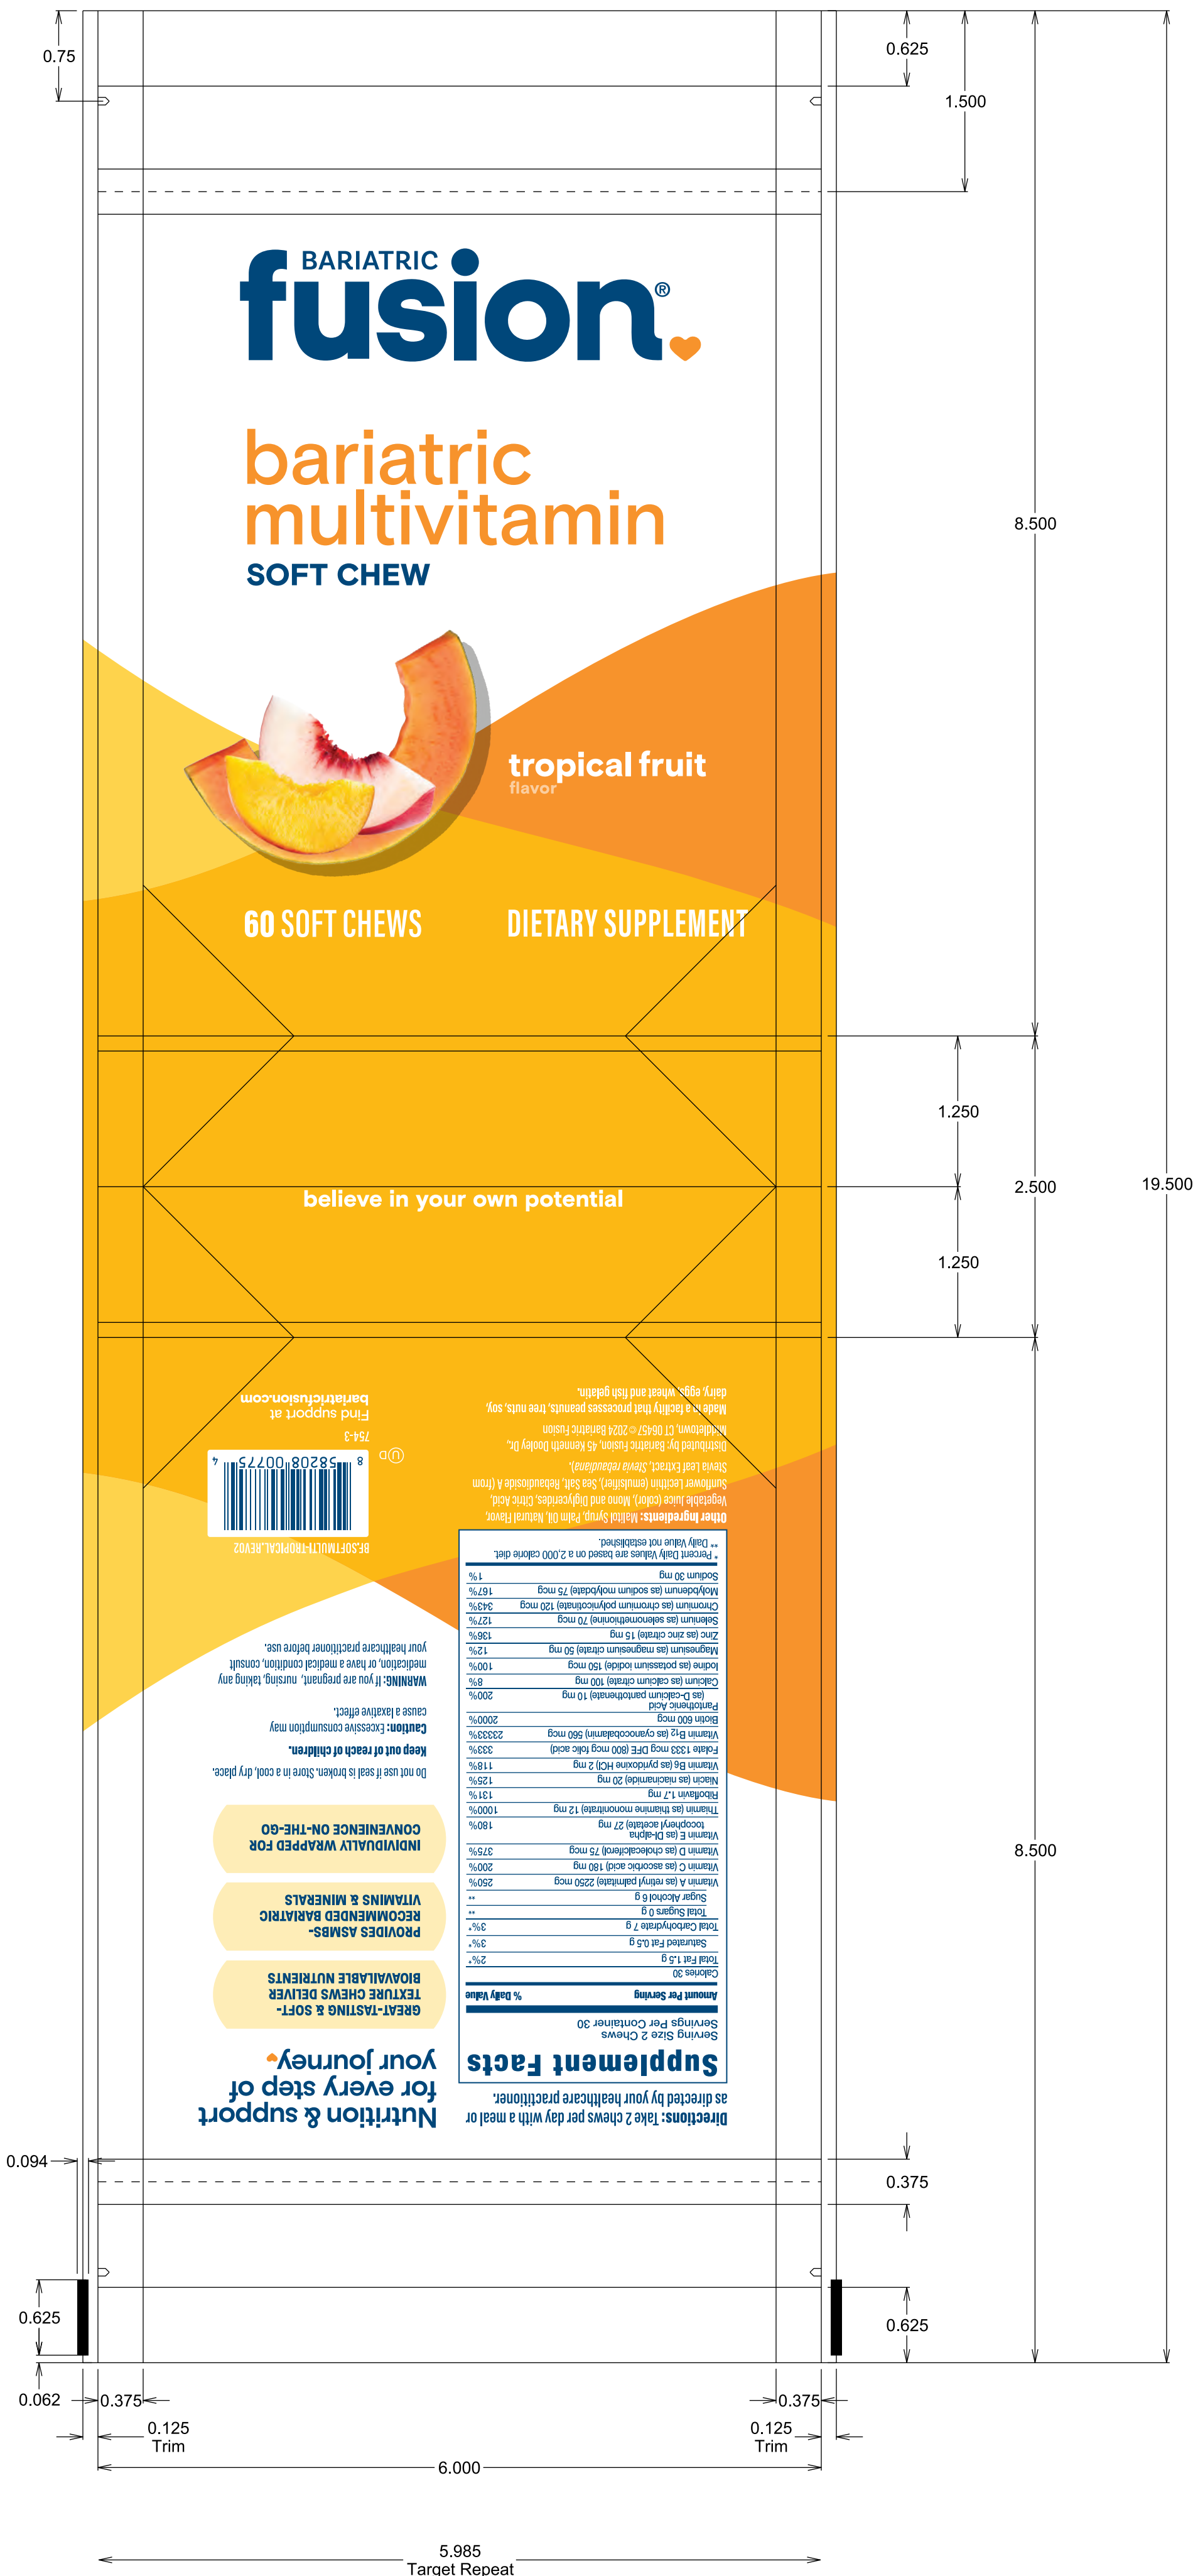 0.75
0.625
1.500
BARIATRIC
fusion®
bariatric
multivitamin
SOFT CHEW
8.500
tropical fruit
flavor
60 SOFT CHEWS
DIETARY SUPPLEMENT
1.250
2.500
19.500
1.250
believe in your own potential
Directions: Take 2 chews per day with a meal or
as directed by your healthcare practitioner.
Supplement Facts
Serving Size 2 Chews
Servings Per Container 30
Amount Per Serving % Daily Value
Calories 30
Total Fat 1.5 g 2%*
Saturated Fat 0.5 g 3%*
Total Carbohydrate 7 g 3%*
Total Sugars 0 g **
Sugar Alcohol 6 g **
Vitamin A (as retinyl palmitate) 2250 mcg 250%
Vitamin C (as ascorbic acid) 180 mg 200%
Vitamin D (as cholecalciferol) 75 mcg 375%
Vitamin E (as Dl-alpha
tocopheryl acetate) 27 mg 180%
Thiamin (as thiamine mononitrate) 12 mg 1000%
Riboflavin 1.7 mg 131%
Niacin (as niacinamide) 20 mg 125%
Vitamin B6 (as pyridoxine HCl) 2 mg 118%
Folate 1333 mcg DFE (800 mcg folic acid) 333%
Vitamin B12 (as cyanocobalamin) 560 mcg 23333%
Biotin 600 mcg 2000%
Pantothenic Acid
(as D-calcium pantothenate) 10 mg 200%
Calcium (as calcium citrate) 100 mg 8%
Iodine (as potassium iodide) 150 mcg 100%
Magnesium (as magnesium citrate) 50 mg 12%
Zinc (as zinc citrate) 15 mg 136%
Selenium (as selenomethionine) 70 mcg 127%
Chromium (as chromium polynicotinate) 120 mcg 343%
Molybdenum (as sodium molybdate) 75 mcg 167%
Sodium 30 mg 1%
* Percent Daily Values are based on a 2,000 calorie diet.
** Daily Value not established.
Other Ingredients: Maltitol Syrup, Palm Oil, Natural Flavor,
Vegetable Juice (color), Mono and Diglycerides, Citric Acid,
Sunflower Lecithin (emulsifier), Sea Salt, Rebaudioside A (from
Stevia Leaf Extract, Stevia rebaudiana).
Distributed by: Bariatric Fusion, 45 Kenneth Dooley Dr.,
Middletown, CT 06457 © 2024 Bariatric Fusion
Made in a facility that processes peanuts, tree nuts, soy,
dairy, eggs, wheat and fish gelatin.
Nutrition & support
for every step of
your journey
GREAT-TASTING & SOFT-
TEXTURE CHEWS DELIVER
BIOAVAILABLE NUTRIENTS
PROVIDES ASMBS-
RECOMMENDED BARIATRIC
VITAMINS & MINERALS
INDIVIDUALLY WRAPPED FOR
CONVENIENCE ON-THE-GO
Do not use if seal is broken. Store in a cool, dry place.
Keep out of reach of children.
Caution: Excessive consumption may
cause a laxative effect.
WARNING: If you are pregnant, nursing, taking any
medication, or have a medical condition, consult
your healthcare practitioner before use.
BF.SOFTMULTI-TROPICAL.REV02
8 58208 00775 4
U D
754-3
Find support at
bariatricfusion.com
8.500
0.094
0.375
0.625
0.625
0.062
0.375
0.375
0.125
Trim
0.125
Trim
6.000
5.985
Target Repeat